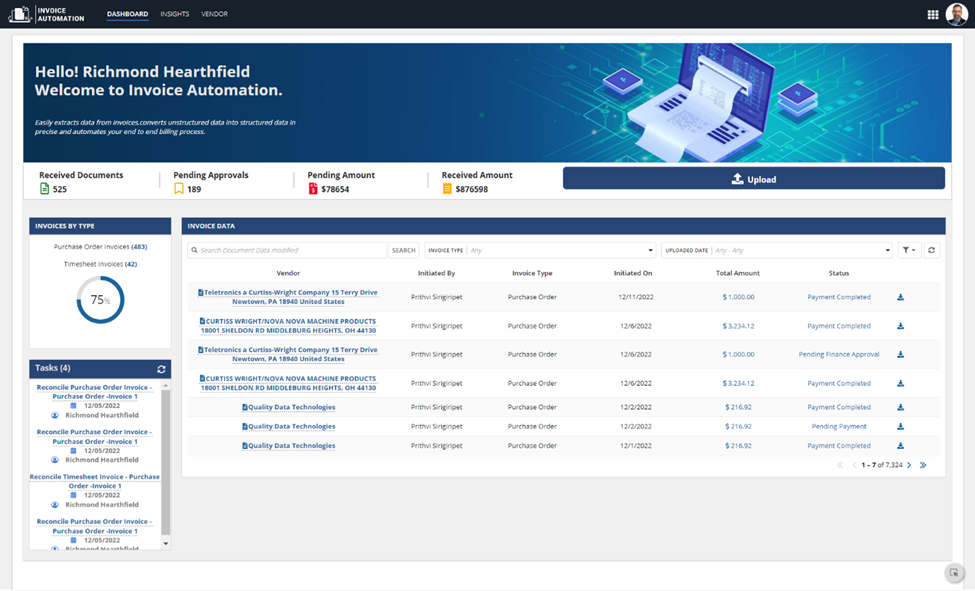 INVOICE
AUTOMATION
DASHBOARD INSIGHTS VENDOR
Hello! Richmond Hearthfield
Welcome to Invoice Automation.
Easily extracts data from invoices,converts unstructured data into structured data in
precise and automates your end to end billing process.
Received Documents
525
Pending Approvals
189
Pending Amount
$78654
Received Amount
$876598
Upload
INVOICES BY TYPE
Purchase Order Invoices (483)
Timesheet Invoices (42)
75%
Tasks (4)
Reconcile Purchase Order Invoice -
Purchase Order -Invoice 1
12/05/2022
Richmond Hearthfield
Reconcile Purchase Order Invoice -
Purchase Order -Invoice 1
12/05/2022
Richmond Hearthfield
Reconcile Timesheet Invoice - Purchase
Order -Invoice 1
12/05/2022
Richmond Hearthfield
Reconcile Purchase Order Invoice -
Purchase Order -Invoice 1
12/05/2022
Richmond Hearthfield
INVOICE DATA
Search Document Data modified SEARCH INVOICE TYPE Any UPLOADED DATE Any - Any
Vendor Initiated By Invoice Type Initiated On Total Amount Status
Teletronics a Curtiss-Wright Company 15 Terry Drive
Newtown, PA 18940 United States
Prithvi Sirigiripet Purchase Order 12/11/2022 $ 1,000.00 Payment Completed
CURTISS WRIGHT/NOVA NOVA MACHINE PRODUCTS
18001 SHELDON RD MIDDLEBURG HEIGHTS, OH 44130
Prithvi Sirigiripet Purchase Order 12/6/2022 $ 3,234.12 Payment Completed
Teletronics a Curtiss-Wright Company 15 Terry Drive
Newtown, PA 18940 United States
Prithvi Sirigiripet Purchase Order 12/6/2022 $ 1,000.00 Pending Finance Approval
CURTISS WRIGHT/NOVA NOVA MACHINE PRODUCTS
18001 SHELDON RD MIDDLEBURG HEIGHTS, OH 44130
Prithvi Sirigiripet Purchase Order 12/6/2022 $ 3,234.12 Payment Completed
Quality Data Technologies Prithvi Sirigiripet Purchase Order 12/2/2022 $ 216.92 Payment Completed
Quality Data Technologies Prithvi Sirigiripet Purchase Order 12/2/2022 $ 216.92 Pending Payment
Quality Data Technologies Prithvi Sirigiripet Purchase Order 12/1/2022 $ 216.92 Payment Completed
1 – 7 of 7,324